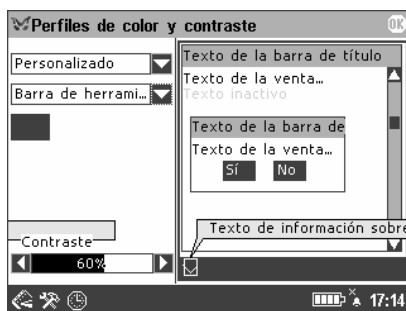 Perfiles de color y contraste
OK
Personalizado
Barra de herrami...
Contraste
60%
Texto de la barra de título
Texto de la venta...
Texto inactivo
Texto de la barra de
Texto de la venta...
Sí No
Texto de información sobre
17:14